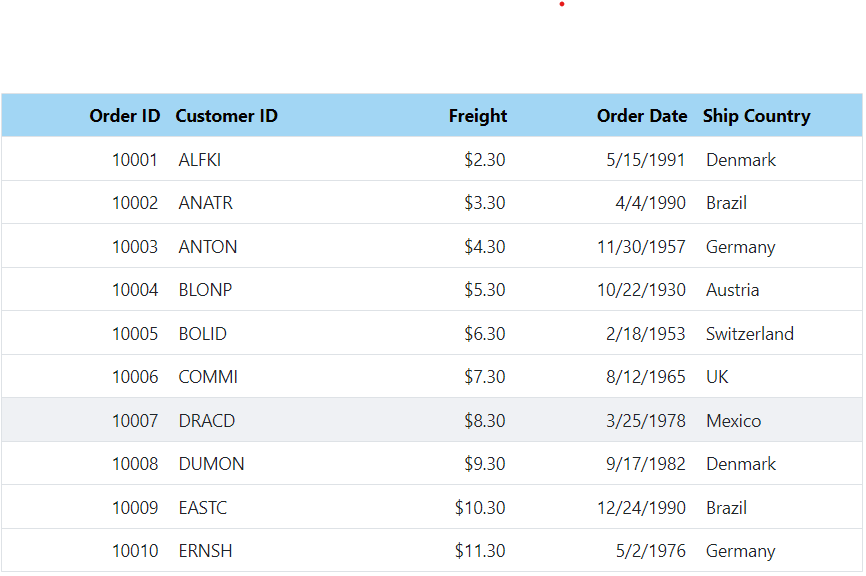 Order ID Customer ID Freight Order Date Ship Country
10001 ALFKI $2.30 5/15/1991 Denmark
10002 ANATR $3.30 4/4/1990 Brazil
10003 ANTON $4.30 11/30/1957 Germany
10004 BLONP $5.30 10/22/1930 Austria
10005 BOLID $6.30 2/18/1953 Switzerland
10006 COMMI $7.30 8/12/1965 UK
10007 DRACD $8.30 3/25/1978 Mexico
10008 DUMON $9.30 9/17/1982 Denmark
10009 EASTC $10.30 12/24/1990 Brazil
10010 ERNSH $11.30 5/2/1976 Germany